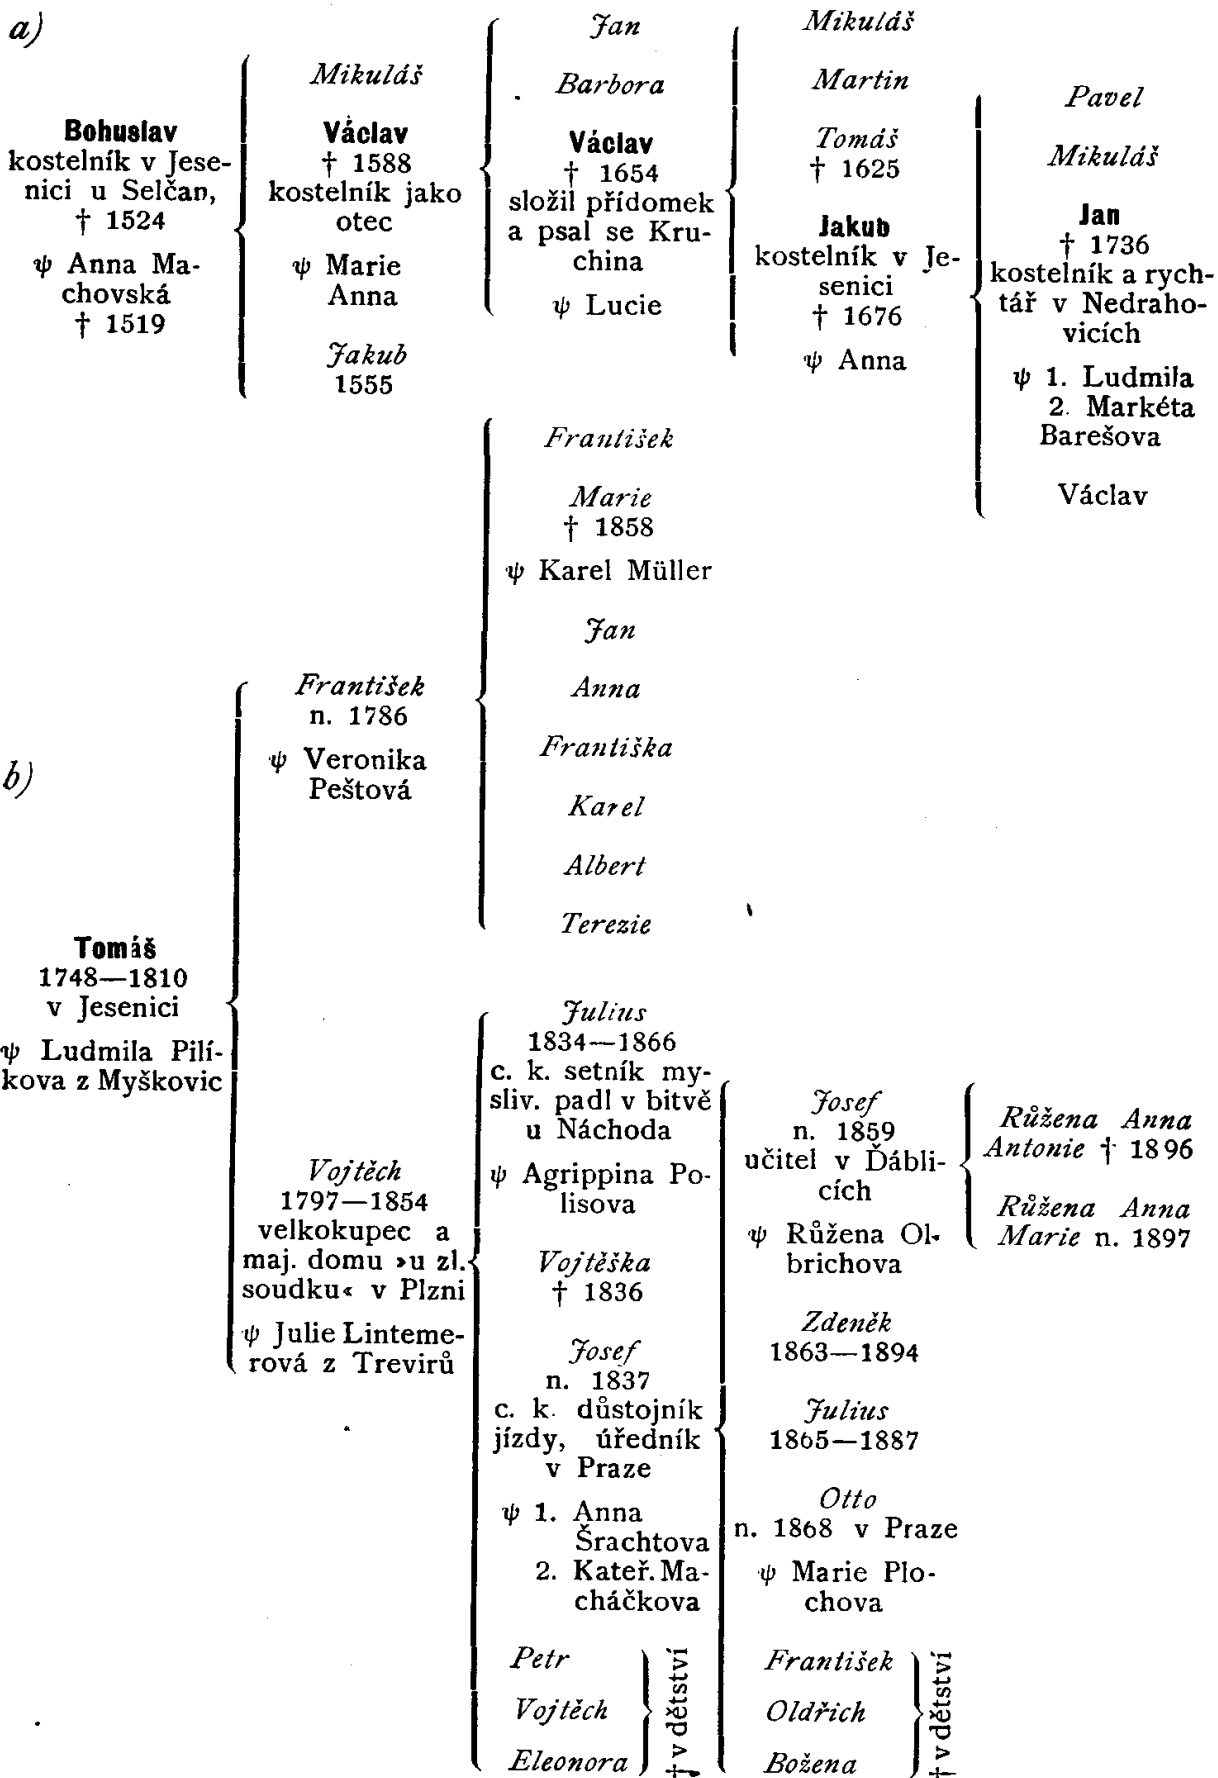 a)
Bohuslav
kostelník v Jese-
nici u Selčan,
† 1524
ψ Anna Ma-
chovská
† 1519
Mikuláš
Václav
† 1588
kostelník jako
otec
ψ Marie
Anna
Jakub
1555
Jan
Barbora
Václav
† 1654
složil přídomek
a psal se Kru-
china
ψ Lucie
Mikuláš
Martin
Tomáš
† 1625
Jakub
kostelník v Je-
senici
† 1676
ψ Anna
Pavel
Mikuláš
Jan
† 1736
kostelník a rych-
tář v Nedraho-
vicích
ψ 1. Ludmila
2. Markéta
Barešova
Václav
b)
Tomáš
1748—1810
v Jesenici
ψ Ludmila Pilí-
kova z Myškovic
František
n. 1786
ψ Veronika
Peštová
František
Marie
† 1858
ψ Karel Müller
Jan
Anna
Františka
Karel
Albert
Terezie
Vojtěch
1797—1854
velkokupec a
maj. domu »u zl.
soudku« v Plzni
ψ Julie Linteme-
rová z Trevirů
Julius
1834—1866
c. k. setník my-
sliv. padl v bitvě
u Náchoda
ψ Agrippina Po-
lisova
Vojtěška
† 1836
Josef
n. 1837
c. k. důstojník
jízdy, úředník
v Praze
ψ 1. Anna
Šrachtova
2. Kateř. Ma-
cháčkova
Petr
Vojtěch
Eleonora
† v dětství
Josef
n. 1859
učitel v Ďábli-
cích
ψ Růžena Ol-
brichova
Zdeněk
1863—1894
Julius
1865—1887
Otto
n. 1868 v Praze
ψ Marie Plo-
chova
František
Oldřich
Božena
† v dětství
Růžena Anna
Antonie † 1896
Růžena Anna
Marie n. 1897